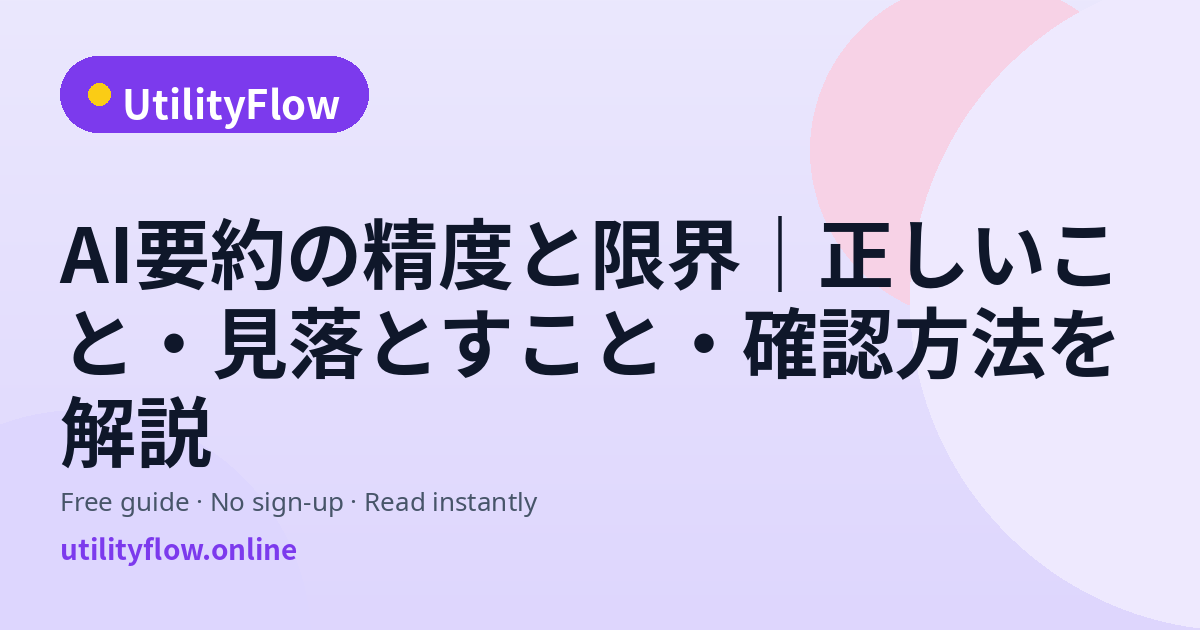 UtilityFlow
AI要約の精度と限界｜正しいこ
と・見落とすこと・確認方法を
解説
Free guide · No sign-up · Read instantly
utilityflow.online